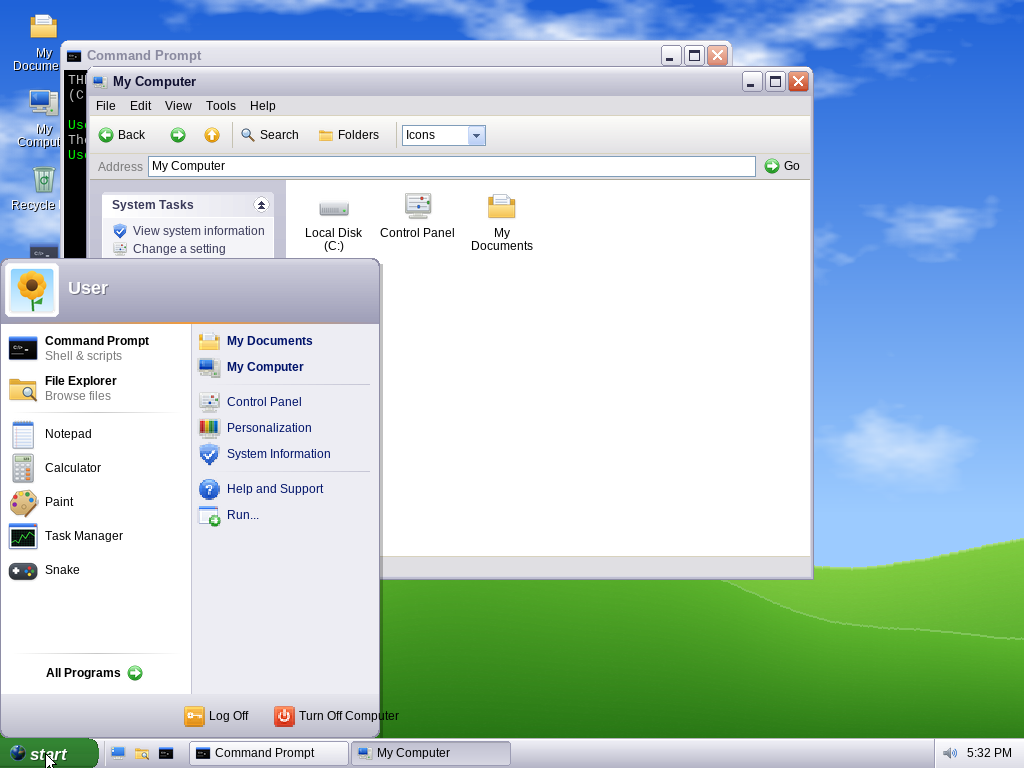 My
Docume
Command Prompt
My Computer
File Edit View Tools Help
Back Search Folders Icons
Address My Computer Go
My
Comput
TH
(C
Us
The
Us
Recycle
System Tasks
View system information
Change a setting
Local Disk
(C:)
Control Panel
My
Documents
User
Command Prompt
Shell & scripts
File Explorer
Browse files
Notepad
Calculator
Paint
Task Manager
Snake
All Programs
My Documents
My Computer
Control Panel
Personalization
System Information
Help and Support
Run...
Log Off Turn Off Computer
start Command Prompt My Computer 5:32 PM